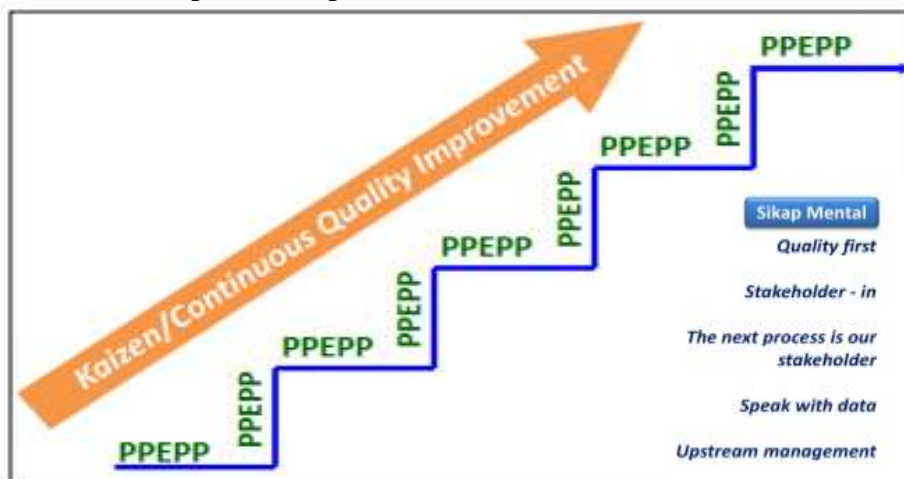 Kaizen/Continuous Quality Improvement
PPEPP
PPEPP
PPEPP
PPEPP
PPEPP
PPEPP
PPEPP
PPEPP
PPEPP
Sikap Mental
Quality first
Stakeholder - in
The next process is our
stakeholder
Speak with data
Upstream management